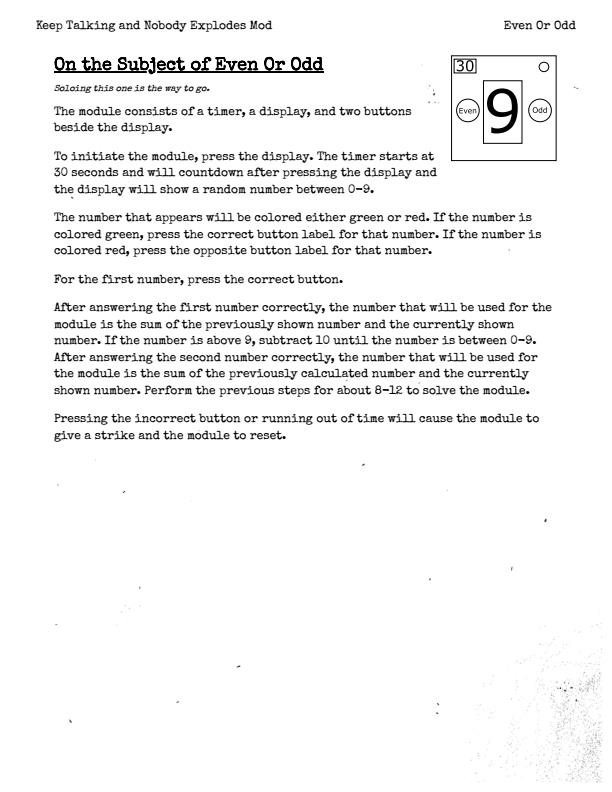 Keep Talking and Nobody Explodes Mod
Even Or Odd
On the Subject of Even Or Odd
Soloing this one is the way to go.
30
Even
9
Odd
The module consists of a timer, a display, and two buttons
beside the display.
To initiate the module, press the display. The timer starts at
30 seconds and will countdown after pressing the display and
the display will show a random number between 0-9.
The number that appears will be colored either green or red. If the number is
colored green, press the correct button label for that number. If the number is
colored red, press the opposite button label for that number.
For the first number, press the correct button.
After answering the first number correctly, the number that will be used for the
module is the sum of the previously shown number and the currently shown
number. If the number is above 9, subtract 10 until the number is between 0-9.
After answering the second number correctly, the number that will be used for
the module is the sum of the previously calculated number and the currently
shown number. Perform the previous steps for about 8-12 to solve the module.
Pressing the incorrect button or running out of time will cause the module to
give a strike and the module to reset.